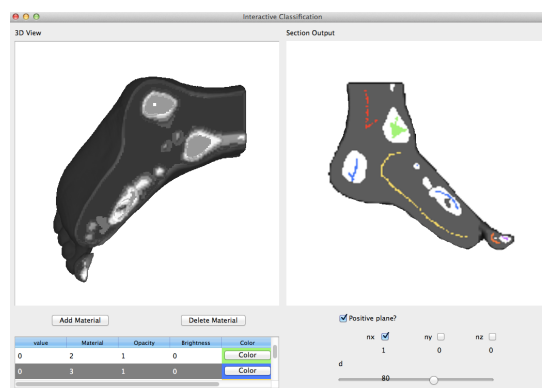 Interactive Classification
3D View
Section Output
Add Material
Delete Material
Positive plane?
nx ny nz
1 0 0
d
80
value Material Opacity Brightness Color
0 2 1 0 Color
0 3 1 0 Color